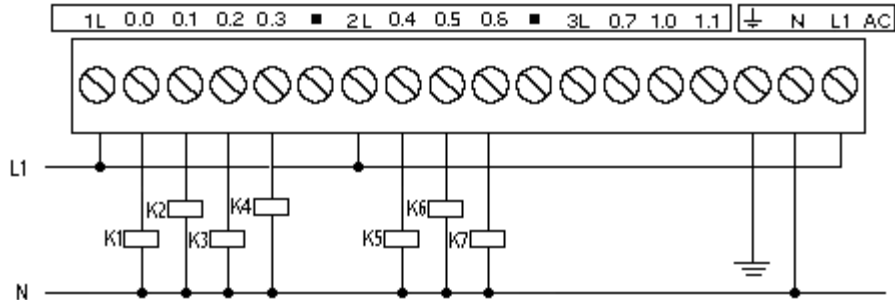 1L 0.0 0.1 0.2 0.3 ■ 2L 0.4 0.5 0.6 ■ 3L 0.7 1.0 1.1 ⏚ N L1 AC
L1
K2 K4 K6
K1 K3 K5 K7
N